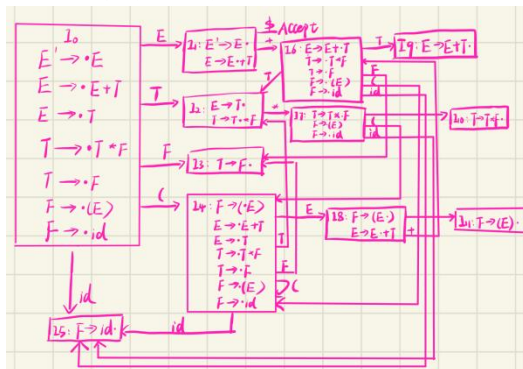 I₀
E' → ·E
E → ·E+T
E → ·T
T → ·T*F
T → ·F
F → ·(E)
F → ·id
E
I1: E'→E·
E→E·+T
$
Accept
+
I6: E→E+·T
T→·T*F
T→·F
F→·(E)
F→·id
T
I9: E→E+T·
T
F
(
id
T
I2: E→T·
T→T·*F
*
I7: T→T*·F
F→·(E)
F→·id
I10: T→T*F·
(
id
F
I3: T→F·
(
I4: F→(·E)
E→·E+T
E→·T
T→·T*F
T→·F
F→·(E)
F→·id
E
I8: F→(E·)
E→E·+T
+
I11: F→(E)·
T
F
(
id
I5: F→id·
id